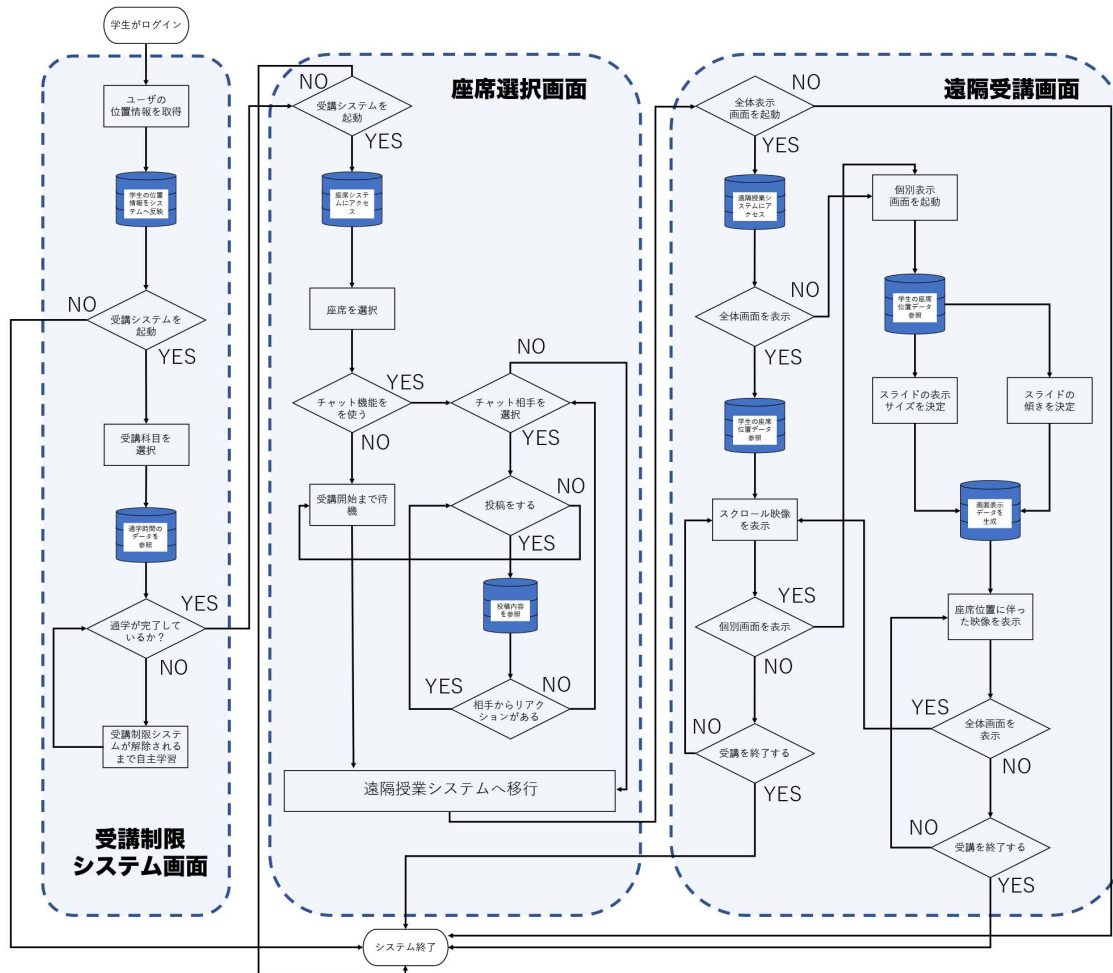 学生がログイン
ユーザの
位置情報を取得
学生の位置
情報をシス
テムへ反映
NO
受講システムを
起動
YES
受講科目を
選択
通学時間の
データを
参照
YES
通学が完了して
いるか？
NO
受講制限システ
ムが解除される
まで自主学習
受講制限
システム画面
NO
座席選択画面
受講システムを
起動
YES
座席システ
ムにアクセ
ス
座席を選択
チャット機能を
を使う
YES
NO
NO
チャット相手を
選択
YES
受講開始まで待
機
投稿をする
NO
YES
投稿内容
を参照
YES
NO
相手からリアク
ションがある
遠隔授業システムへ移行
遠隔受講画面
全体表示
画面を起動
NO
YES
遠隔授業シ
ステムにア
クセス
全体画面を表示
NO
YES
学生の座席
位置データ
参照
スクロール映像
を表示
YES
個別画面を表示
NO
NO
受講を終了する
YES
個別表示
画面を起動
学生の座席
位置データ
参照
スライドの表示
サイズを決定
スライドの
傾きを決定
画面表示
データを
生成
座席位置に伴っ
た映像を表示
YES
全体画面を
表示
NO
NO
受講を終了する
YES
システム終了